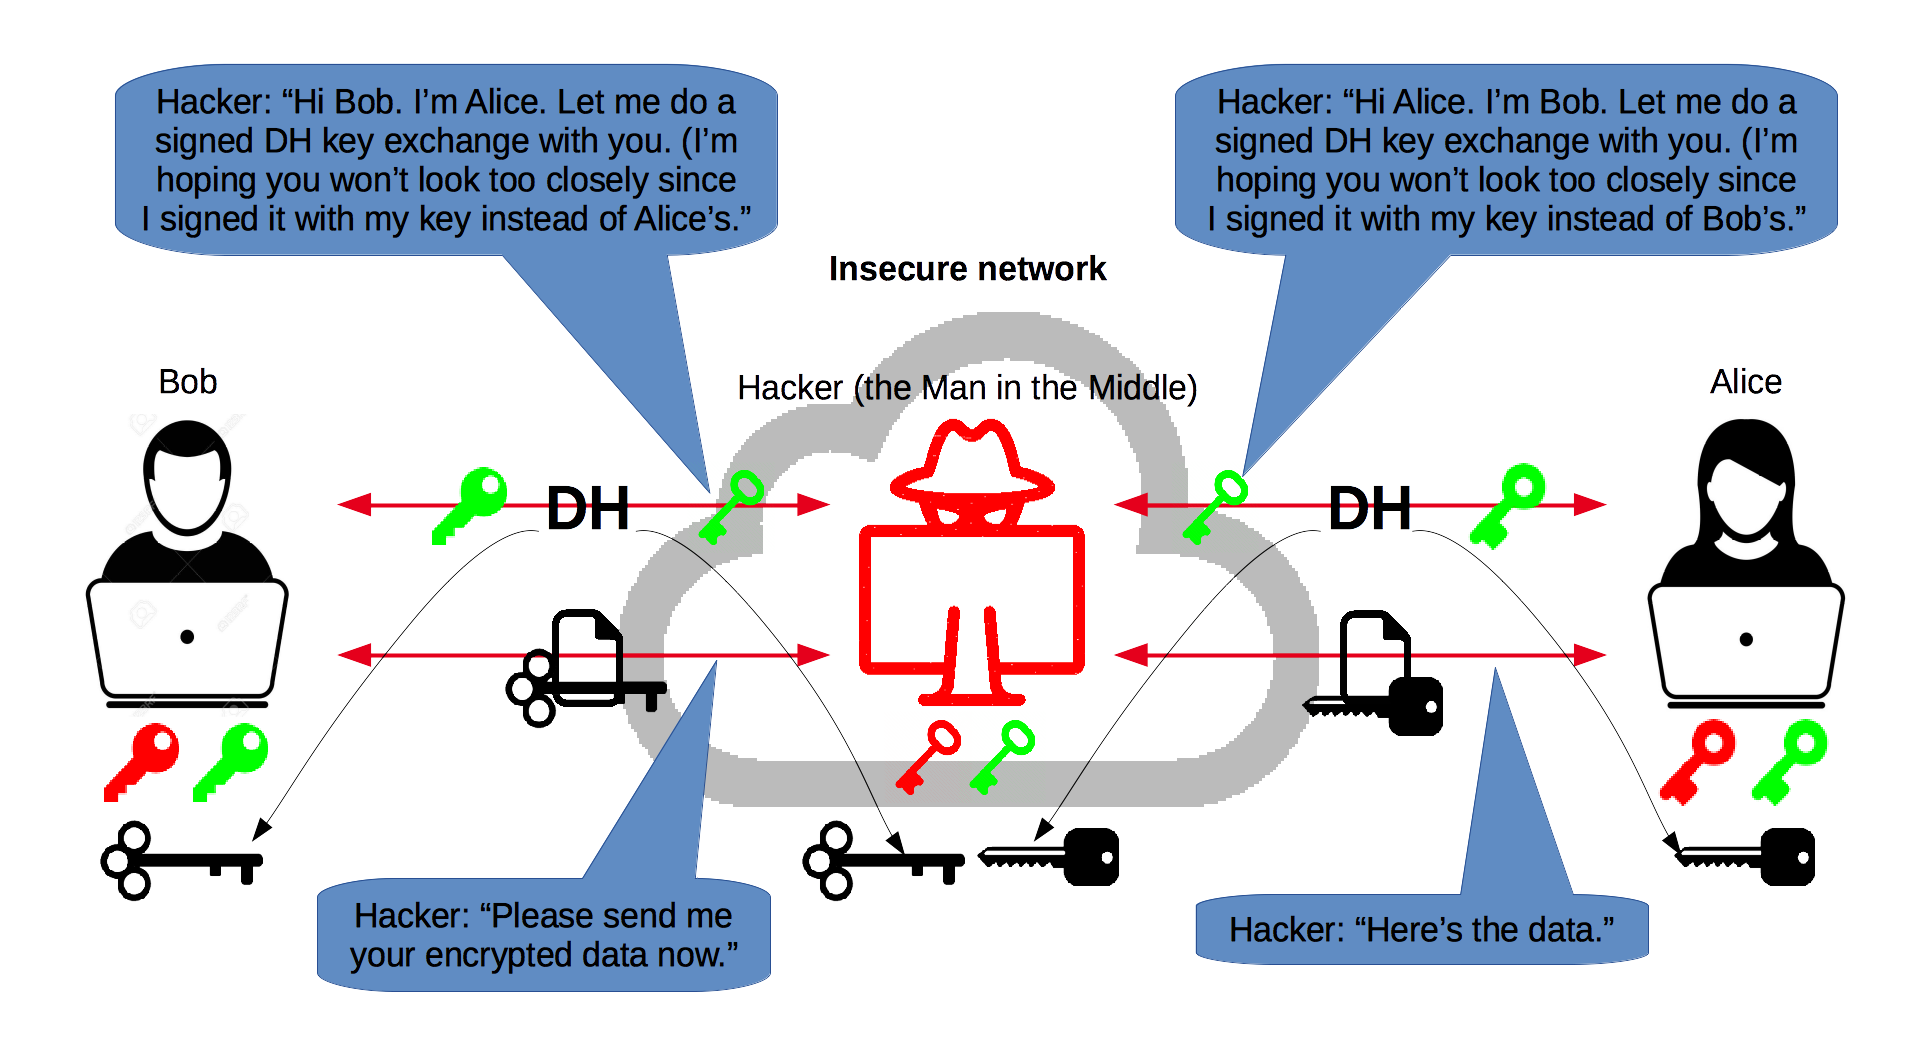 Hacker: “Hi Bob. I’m Alice. Let me do a
signed DH key exchange with you. (I’m
hoping you won’t look too closely since
I signed it with my key instead of Alice’s.”
Hacker: “Hi Alice. I’m Bob. Let me do a
signed DH key exchange with you. (I’m
hoping you won’t look too closely since
I signed it with my key instead of Bob’s.”
Insecure network
Bob
Hacker (the Man in the Middle)
Alice
DH
DH
Hacker: “Please send me
your encrypted data now.”
Hacker: “Here’s the data.”